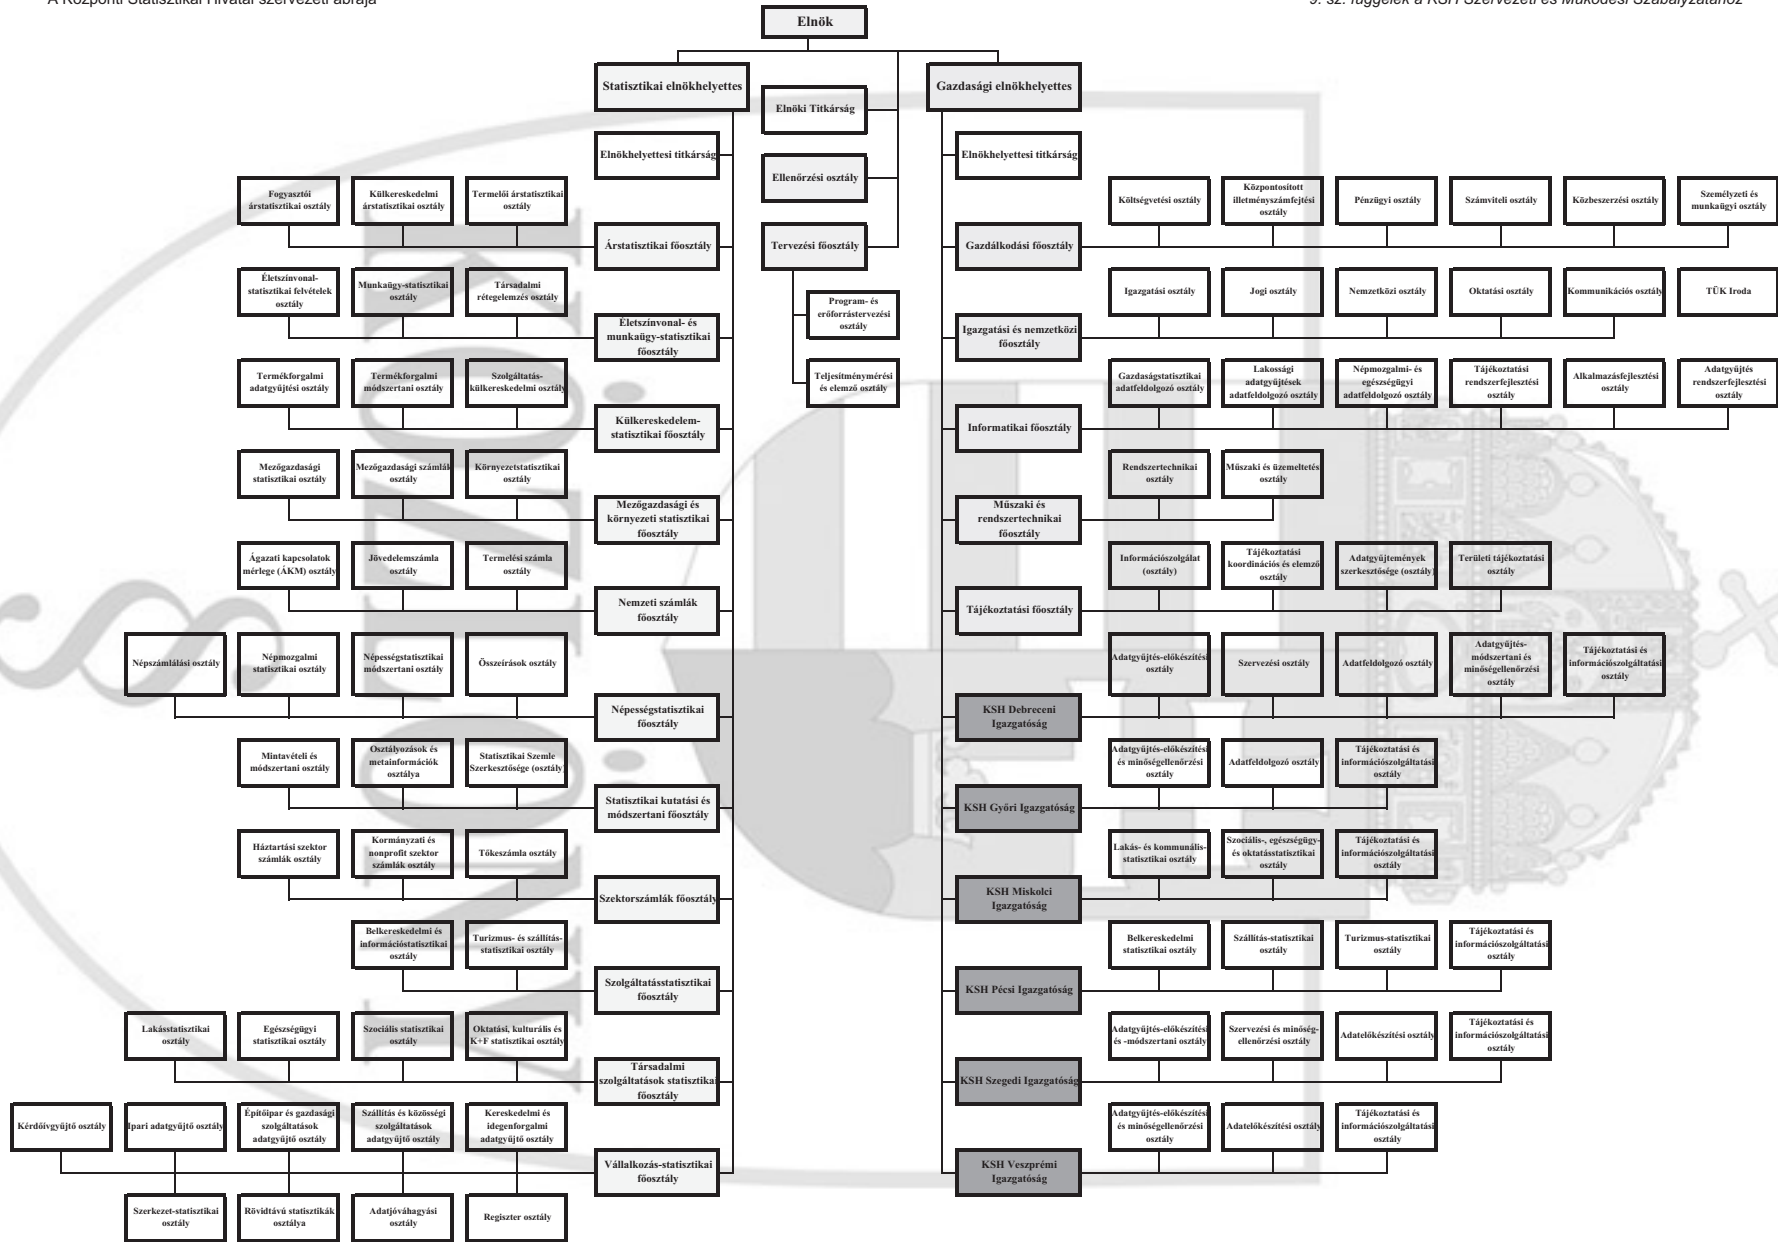 A Központi Statisztikai Hivatal szervezeti ábrája
9. sz. függelék a KSH Szervezeti és Működési Szabályzatához
Elnök
Statisztikai elnökhelyettes
Gazdasági elnökhelyettes
Elnöki Titkárság
Ellenőrzési osztály
Tervezési főosztály
Program- és
erőforrástervezési
osztály
Teljesítménymérési
és elemző osztály
Elnökhelyettesi titkárság
Fogyasztói
árstatisztikai osztály
Külkereskedelmi
árstatisztikai osztály
Termelői árstatisztikai
osztály
Árstatisztikai főosztály
Életszínvonal-
statisztikai felvételek
osztály
Munkaügy-statisztikai
osztály
Társadalmi
rétegelemzés osztály
Életszínvonal- és
munkaügy-statisztikai
főosztály
Termékforgalmi
adatgyűjtési osztály
Termékforgalmi
módszertani osztály
Szolgáltatás-
külkereskedelmi osztály
Külkereskedelem-
statisztikai főosztály
Mezőgazdasági
statisztikai osztály
Mezőgazdasági számlák
osztály
Környezetstatisztikai
osztály
Mezőgazdasági és
környezeti statisztikai
főosztály
Ágazati kapcsolatok
mérlege (ÁKM) osztály
Jövedelemszámla
osztály
Termelési számla
osztály
Nemzeti számlák
főosztály
Népszámlálási osztály
Népmozgalmi
statisztikai osztály
Népességstatisztikai
módszertani osztály
Összeírások osztály
Népességstatisztikai
főosztály
Mintavételi és
módszertani osztály
Osztályozások és
metainformációk
osztálya
Statisztikai Szemle
Szerkesztősége (osztály)
Statisztikai kutatási és
módszertani főosztály
Háztartási szektor
számlák osztály
Kormányzati és
nonprofit szektor
számlák osztály
Tőkeszámla osztály
Szektorszámlák főosztály
Belkereskedelmi és
információstatisztikai
osztály
Turizmus- és szállítás-
statisztikai osztály
Szolgáltatásstatisztikai
főosztály
Lakásstatisztikai
osztály
Egészségügyi
statisztikai osztály
Szociális statisztikai
osztály
Oktatási, kulturális és
K+F statisztikai osztály
Társadalmi
szolgáltatások statisztikai
főosztály
Kérdőívgyűjtő osztály
Ipari adatgyűjtő osztály
Építőipar és gazdasági
szolgáltatások
adatgyűjtő osztály
Szállítás és közösségi
szolgáltatások
adatgyűjtő osztály
Kereskedelmi és
idegenforgalmi
adatgyűjtő osztály
Vállalkozás-statisztikai
főosztály
Szerkezet-statisztikai
osztály
Rövidtávú statisztikák
osztálya
Adatjóváhagyási
osztály
Regiszter osztály
Elnökhelyettesi titkárság
Költségvetési osztály
Központosított
illetményszámfejtési
osztály
Pénzügyi osztály
Számviteli osztály
Közbeszerzési osztály
Személyzeti és
munkaügyi osztály
Gazdálkodási főosztály
Igazgatási osztály
Jogi osztály
Nemzetközi osztály
Oktatási osztály
Kommunikációs osztály
TÜK Iroda
Igazgatási és nemzetközi
főosztály
Gazdaságstatisztikai
adatfeldolgozó osztály
Lakossági
adatgyűjtések
adatfeldolgozó osztály
Népmozgalmi- és
egészségügyi
adatfeldolgozó osztály
Tájékoztatási
rendszerfejlesztési
osztály
Alkalmazásfejlesztési
osztály
Adatgyűjtés
rendszerfejlesztési
osztály
Informatikai főosztály
Rendszertechnikai
osztály
Műszaki és üzemeltetés
osztály
Műszaki és
rendszertechnikai
főosztály
Információszolgálat
(osztály)
Tájékoztatási
koordinációs és elemző
osztály
Adatgyűjtemények
szerkesztősége (osztály)
Területi tájékoztatási
osztály
Tájékoztatási főosztály
Adatgyűjtés-előkészítési
osztály
Szervezési osztály
Adatfeldolgozó osztály
Adatgyűjtés-
módszertani és
minőségellenőrzési
osztály
Tájékoztatási és
információszolgáltatási
osztály
KSH Debreceni
Igazgatóság
Adatgyűjtés-előkészítési
és minőségellenőrzési
osztály
Adatfeldolgozó osztály
Tájékoztatási és
információszolgáltatási
osztály
KSH Győri Igazgatóság
Lakás- és kommunális-
statisztikai osztály
Szociális-, egészségügy-
és oktatásstatisztikai
osztály
Tájékoztatási és
információszolgáltatási
osztály
KSH Miskolci
Igazgatóság
Belkereskedelmi
statisztikai osztály
Szállítás-statisztikai
osztály
Turizmus-statisztikai
osztály
Tájékoztatási és
információszolgáltatási
osztály
KSH Pécsi Igazgatóság
Adatgyűjtés-előkészítési
és -módszertani osztály
Szervezési és minőség-
ellenőrzési osztály
Adatelőkészítési osztály
Tájékoztatási és
információszolgáltatási
osztály
KSH Szegedi Igazgatóság
Adatgyűjtés-előkészítési
és minőségellenőrzési
osztály
Adatelőkészítési osztály
Tájékoztatási és
információszolgáltatási
osztály
KSH Veszprémi
Igazgatóság